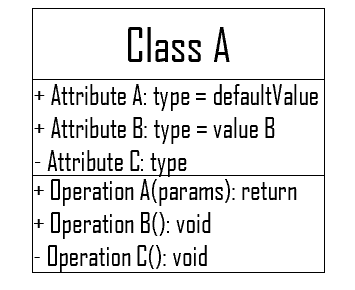 Class A
+ Attribute A: type = defaultValue
+ Attribute B: type = value B
- Attribute C: type
+ Operation A(params): return
+ Operation B(): void
- Operation C(): void